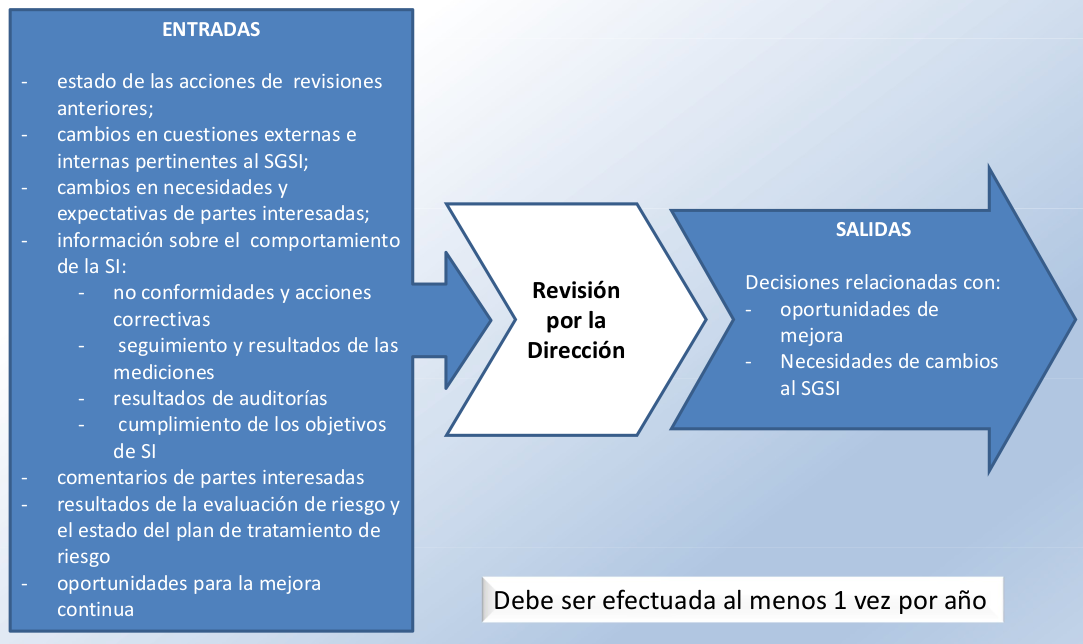 ENTRADAS
- estado de las acciones de revisiones
anteriores;
- cambios en cuestiones externas e
internas pertinentes al SGSI;
- cambios en necesidades y
expectativas de partes interesadas;
- información sobre el comportamiento
de la SI:
- no conformidades y acciones
correctivas
- seguimiento y resultados de las
mediciones
- resultados de auditorías
- cumplimiento de los objetivos
de SI
- comentarios de partes interesadas
- resultados de la evaluación de riesgo y
el estado del plan de tratamiento de
riesgo
- oportunidades para la mejora
continua
Revisión
por la
Dirección
SALIDAS
Decisiones relacionadas con:
- oportunidades de
mejora
- Necesidades de cambios
al SGSI
Debe ser efectuada al menos 1 vez por año